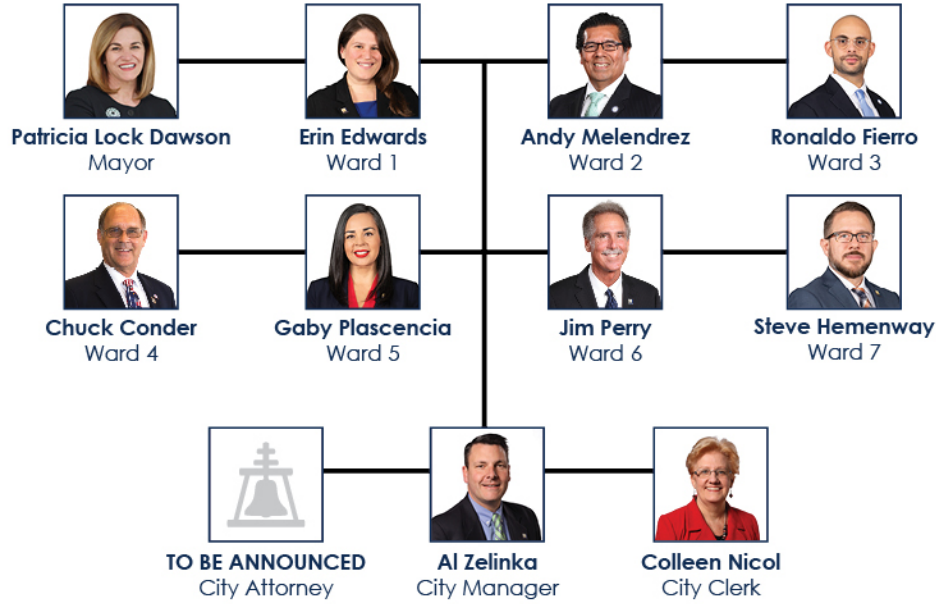 Patricia Lock Dawson
Mayor
Erin Edwards
Ward 1
Andy Melendrez
Ward 2
Ronaldo Fierro
Ward 3
Chuck Conder
Ward 4
Gaby Plascencia
Ward 5
Jim Perry
Ward 6
Steve Hemenway
Ward 7
TO BE ANNOUNCED
City Attorney
Al Zelinka
City Manager
Colleen Nicol
City Clerk